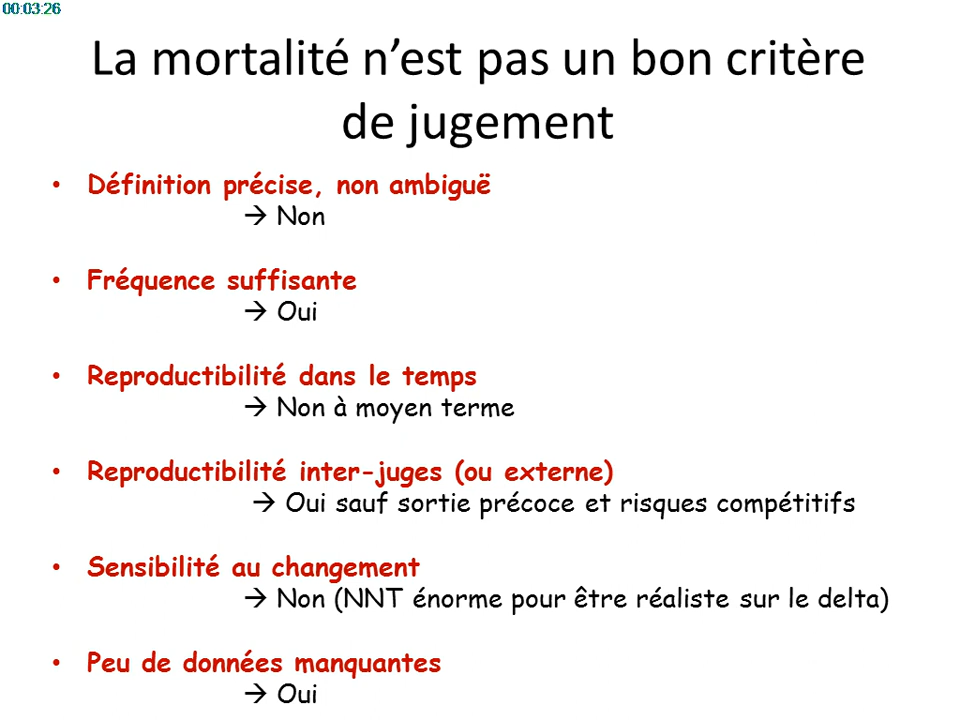 00:03:26
La mortalité n’est pas un bon critère
de jugement
• Définition précise, non ambiguë
→ Non
• Fréquence suffisante
→ Oui
• Reproductibilité dans le temps
→ Non à moyen terme
• Reproductibilité inter-juges (ou externe)
→ Oui sauf sortie précoce et risques compétitifs
• Sensibilité au changement
→ Non (NNT énorme pour être réaliste sur le delta)
• Peu de données manquantes
→ Oui